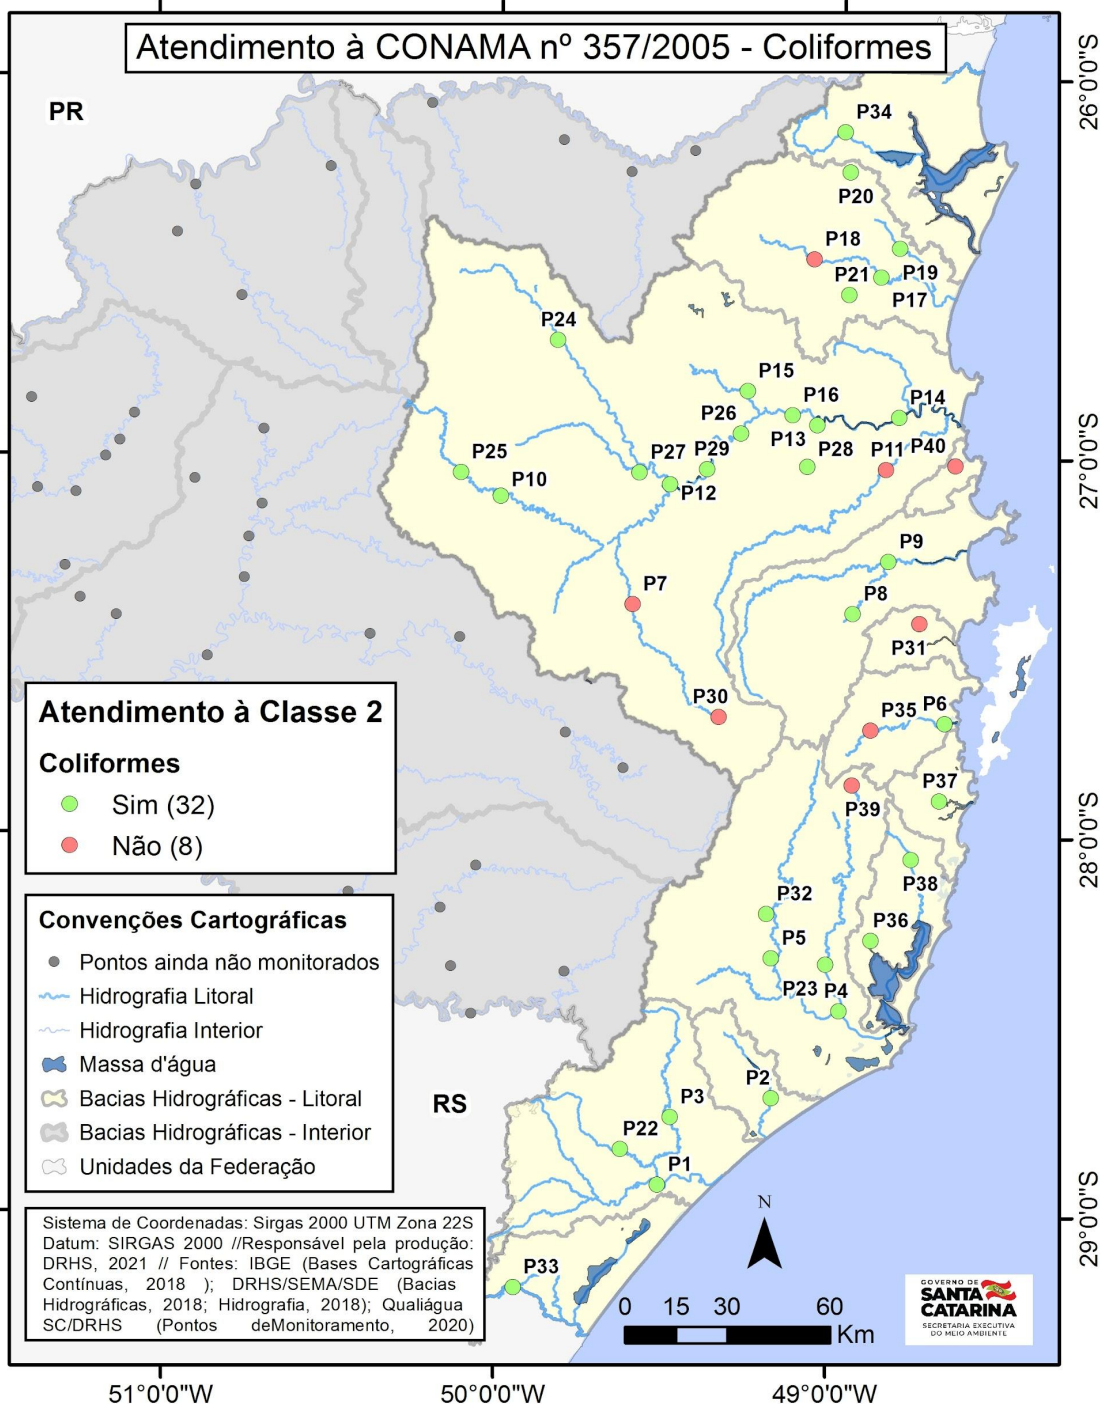 Atendimento à CONAMA nº 357/2005 - Coliformes
PR
26°0'0"S
P34
P20
P18
P19
P21
P17
P24
P15
P16
P14
P26
P13
P28
P11
P40
27°0'0"S
P25
P10
P27
P29
P12
P9
P7
P8
P31
P30
P35
P6
P37
P39
28°0'0"S
P38
P32
P36
P5
P23
P4
P2
P3
P22
P1
P33
RS
29°0'0"S
Atendimento à Classe 2
Coliformes
Sim (32)
Não (8)
Convenções Cartográficas
Pontos ainda não monitorados
Hidrografia Litoral
Hidrografia Interior
Massa d'água
Bacias Hidrográficas - Litoral
Bacias Hidrográficas - Interior
Unidades da Federação
Sistema de Coordenadas: Sirgas 2000 UTM Zona 22S
Datum: SIRGAS 2000 //Responsável pela produção:
DRHS, 2021 // Fontes: IBGE (Bases Cartográficas
Contínuas, 2018 ); DRHS/SEMA/SDE (Bacias
Hidrográficas, 2018; Hidrografia, 2018); Qualiágua
SC/DRHS (Pontos deMonitoramento, 2020)
N
0 15 30 60
Km
GOVERNO DE
SANTA
CATARINA
SECRETARIA EXECUTIVA
DO MEIO AMBIENTE
51°0'0"W
50°0'0"W
49°0'0"W